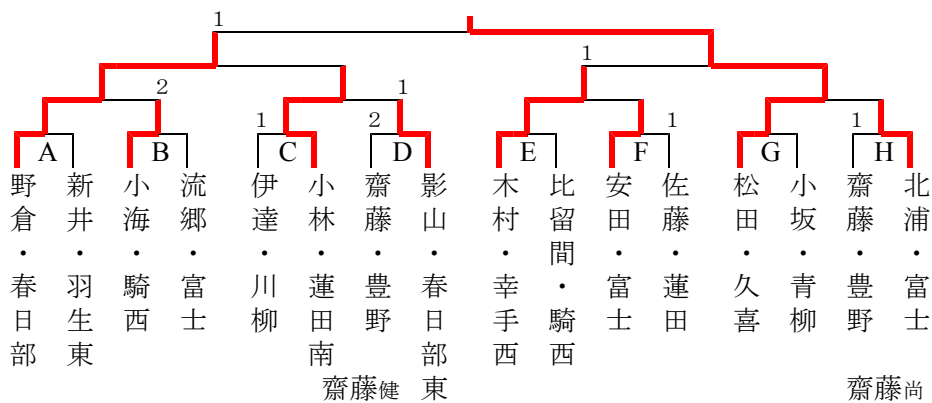 1
1
2
1
1
2
1
1
A
B
C
D
E
F
G
H
野倉・春日部
新井・羽生東
小海・騎西
流郷・富士
伊達・川柳
小林・蓮田南
齋藤・豊野
影山・春日部東
木村・幸手西
比留間・騎西
安田・富士
佐藤・蓮田
松田・久喜
小坂・青柳
齋藤・豊野
北浦・富士
齋藤健
齋藤尚